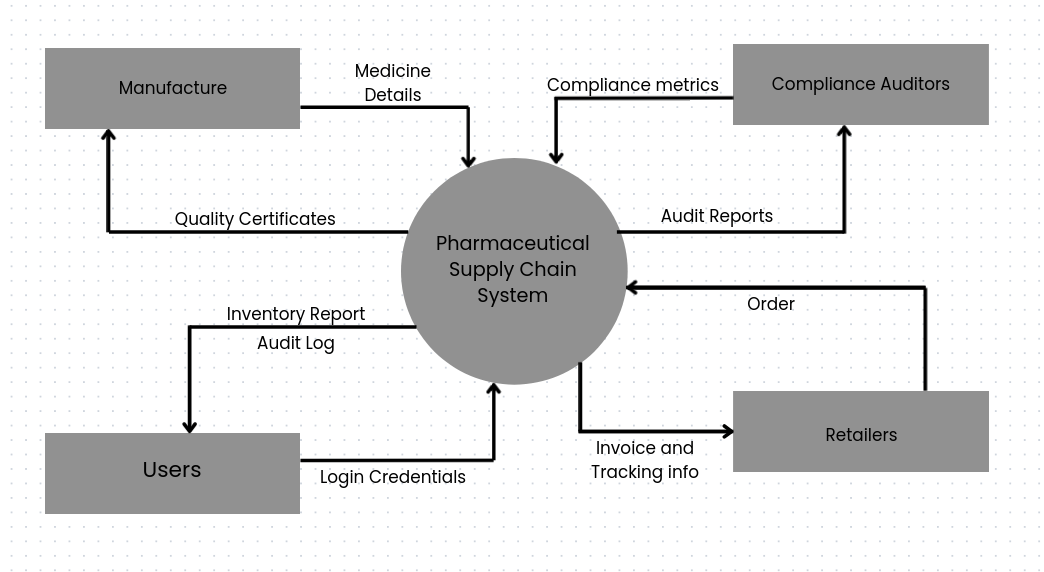 Manufacture
Medicine
Details
Compliance metrics
Compliance Auditors
Quality Certificates
Audit Reports
Pharmaceutical
Supply Chain
System
Order
Inventory Report
Audit Log
Users
Login Credentials
Invoice and
Tracking info
Retailers